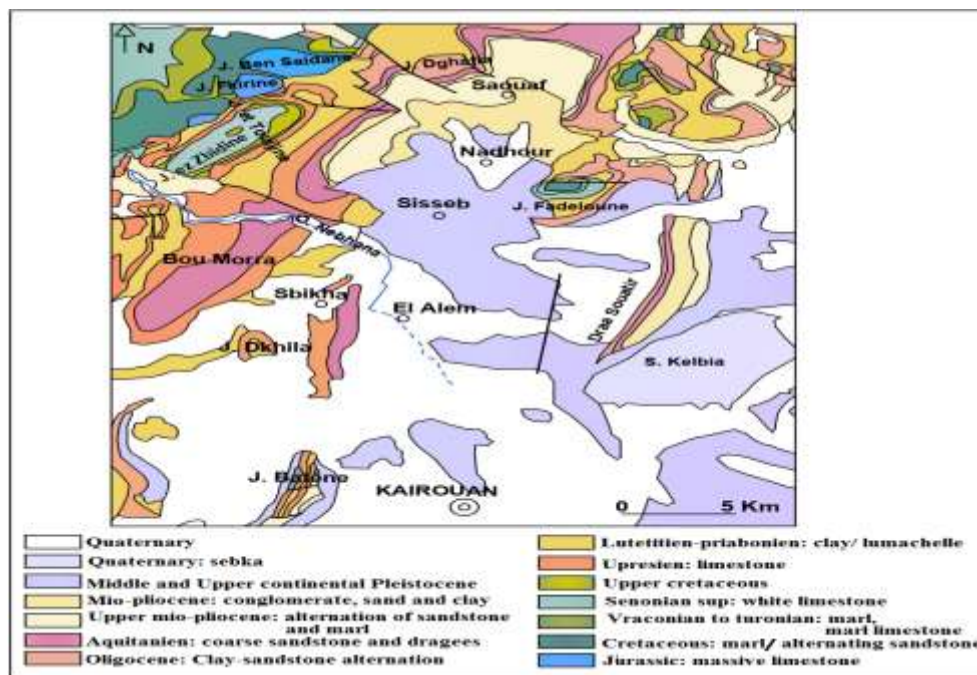 N
J. Ben Saidane
J. Dghafla
J. Fkirine
Saouaf
J. ez Zhidine
Nadhour
Sisseb
J. Fadeloune
O. Nebhana
Bou Morra
Sbikha
El Alem
Draa Souatir
J. Dkhila
S. Kelbia
J. Batene
KAIROUAN
0 5 Km
Quaternary
Quaternary: sebka
Middle and Upper continental Pleistocene
Mio-pliocene: conglomerate, sand and clay
Upper mio-pliocene: alternation of sandstone
and marl
Aquitanien: coarse sandstone and dragees
Oligocene: Clay-sandstone alternation
Lutetitien-priabonien: clay/ lumachelle
Upresien: limestone
Upper cretaceous
Senonian sup: white limestone
Vraconian to turonian: marl,
marl limestone
Cretaceous: marl/ alternating sandstone
Jurassic: massive limestone